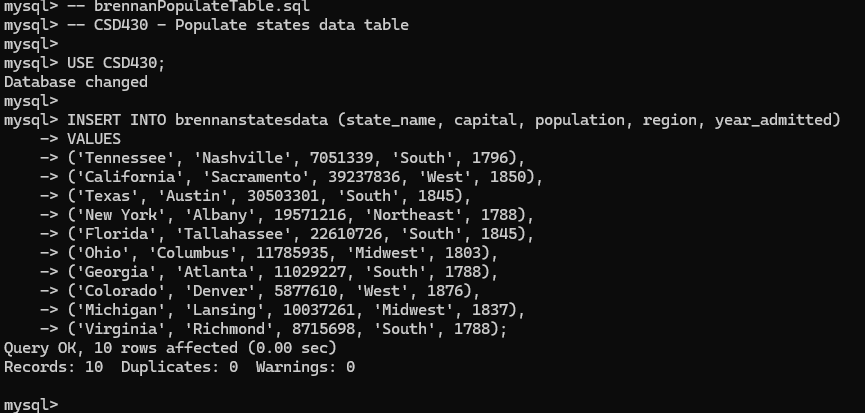 mysql> -- brennanPopulateTable.sql
mysql> -- CSD430 - Populate states data table
mysql>
mysql> USE CSD430;
Database changed
mysql>
mysql> INSERT INTO brennanstatesdata (state_name, capital, population, region, year_admitted)
    -> VALUES
    -> ('Tennessee', 'Nashville', 7051339, 'South', 1796),
    -> ('California', 'Sacramento', 39237836, 'West', 1850),
    -> ('Texas', 'Austin', 30503301, 'South', 1845),
    -> ('New York', 'Albany', 19571216, 'Northeast', 1788),
    -> ('Florida', 'Tallahassee', 22610726, 'South', 1845),
    -> ('Ohio', 'Columbus', 11785935, 'Midwest', 1803),
    -> ('Georgia', 'Atlanta', 11029227, 'South', 1788),
    -> ('Colorado', 'Denver', 5877610, 'West', 1876),
    -> ('Michigan', 'Lansing', 10037261, 'Midwest', 1837),
    -> ('Virginia', 'Richmond', 8715698, 'South', 1788);
Query OK, 10 rows affected (0.00 sec)
Records: 10  Duplicates: 0  Warnings: 0

mysql>